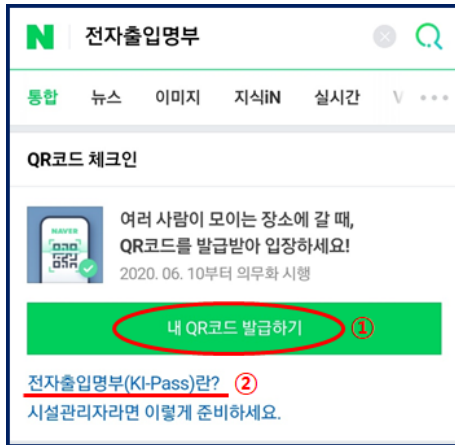 N 전자출입명부
통합 뉴스 이미지 지식iN 실시간 V
QR코드 체크인
NAVER
여러 사람이 모이는 장소에 갈 때,
QR코드를 발급받아 입장하세요!
2020. 06. 10부터 의무화 시행
내 QR코드 발급하기 ①
전자출입명부(KI-Pass)란? ②
시설관리자라면 이렇게 준비하세요.